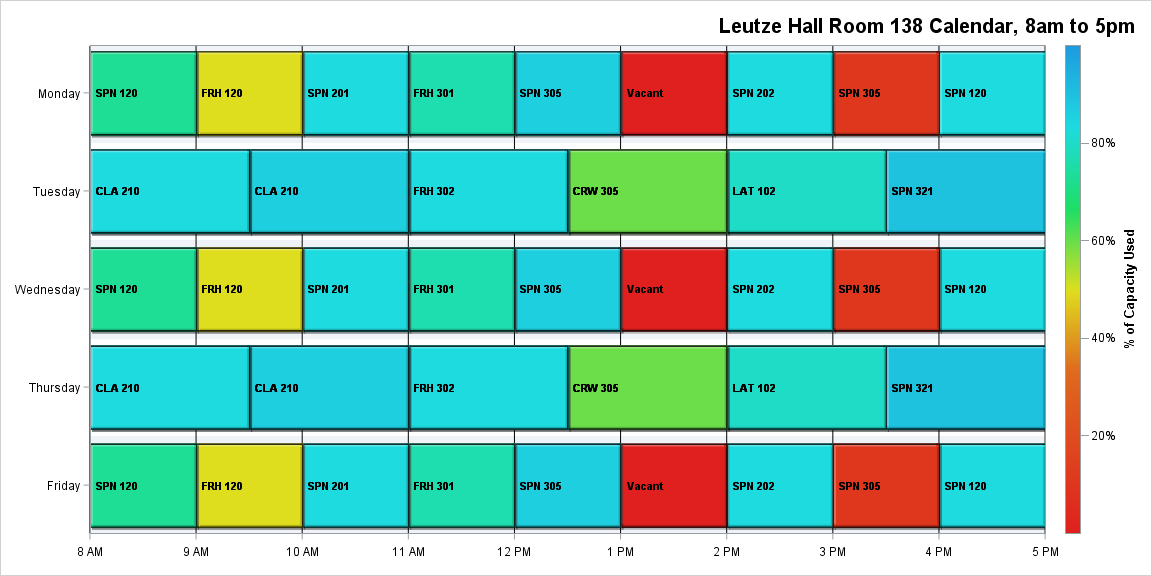 Leutze Hall Room 138 Calendar, 8am to 5pm
Monday
SPN 120
FRH 120
SPN 201
FRH 301
SPN 305
Vacant
SPN 202
SPN 305
SPN 120
Tuesday
CLA 210
CLA 210
FRH 302
CRW 305
LAT 102
SPN 321
Wednesday
SPN 120
FRH 120
SPN 201
FRH 301
SPN 305
Vacant
SPN 202
SPN 305
SPN 120
Thursday
CLA 210
CLA 210
FRH 302
CRW 305
LAT 102
SPN 321
Friday
SPN 120
FRH 120
SPN 201
FRH 301
SPN 305
Vacant
SPN 202
SPN 305
SPN 120
8 AM
9 AM
10 AM
11 AM
12 PM
1 PM
2 PM
3 PM
4 PM
5 PM
80%
60%
40%
20%
% of Capacity Used